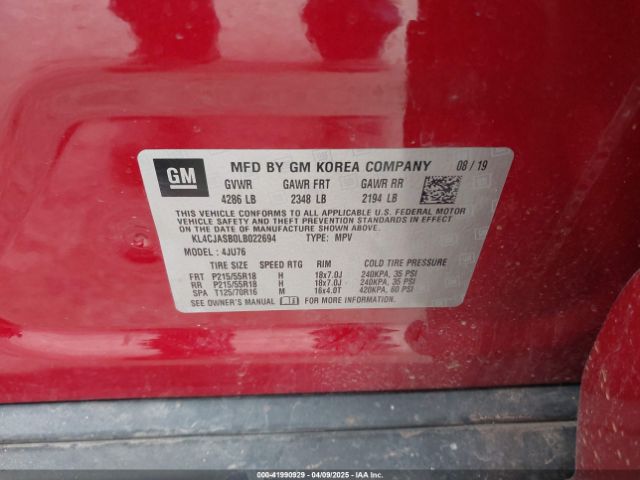 GM
MFD BY GM KOREA COMPANY 08/19
GVWR GAWR FRT GAWR RR
4286 LB 2348 LB 2194 LB
THIS VEHICLE CONFORMS TO ALL APPLICABLE U.S. FEDERAL MOTOR
VEHICLE SAFETY AND THEFT PREVENTION STANDARDS IN EFFECT
ON THE DATE OF MANUFACTURE SHOWN ABOVE.
KL4CJASB0LB022694 TYPE: MPV
MODEL: 4JU76
TIRE SIZE SPEED RTG RIM COLD TIRE PRESSURE
FRT P215/55R18 H 18x7.0J 240KPA, 35 PSI
RR P215/55R18 H 18x7.0J 240KPA, 35 PSI
SPA T125/70R16 M 16x4.0T 420KPA, 60 PSI
SEE OWNER'S MANUAL FOR MORE INFORMATION.
000-41990929 - 04/09/2025 - IAAI.COM